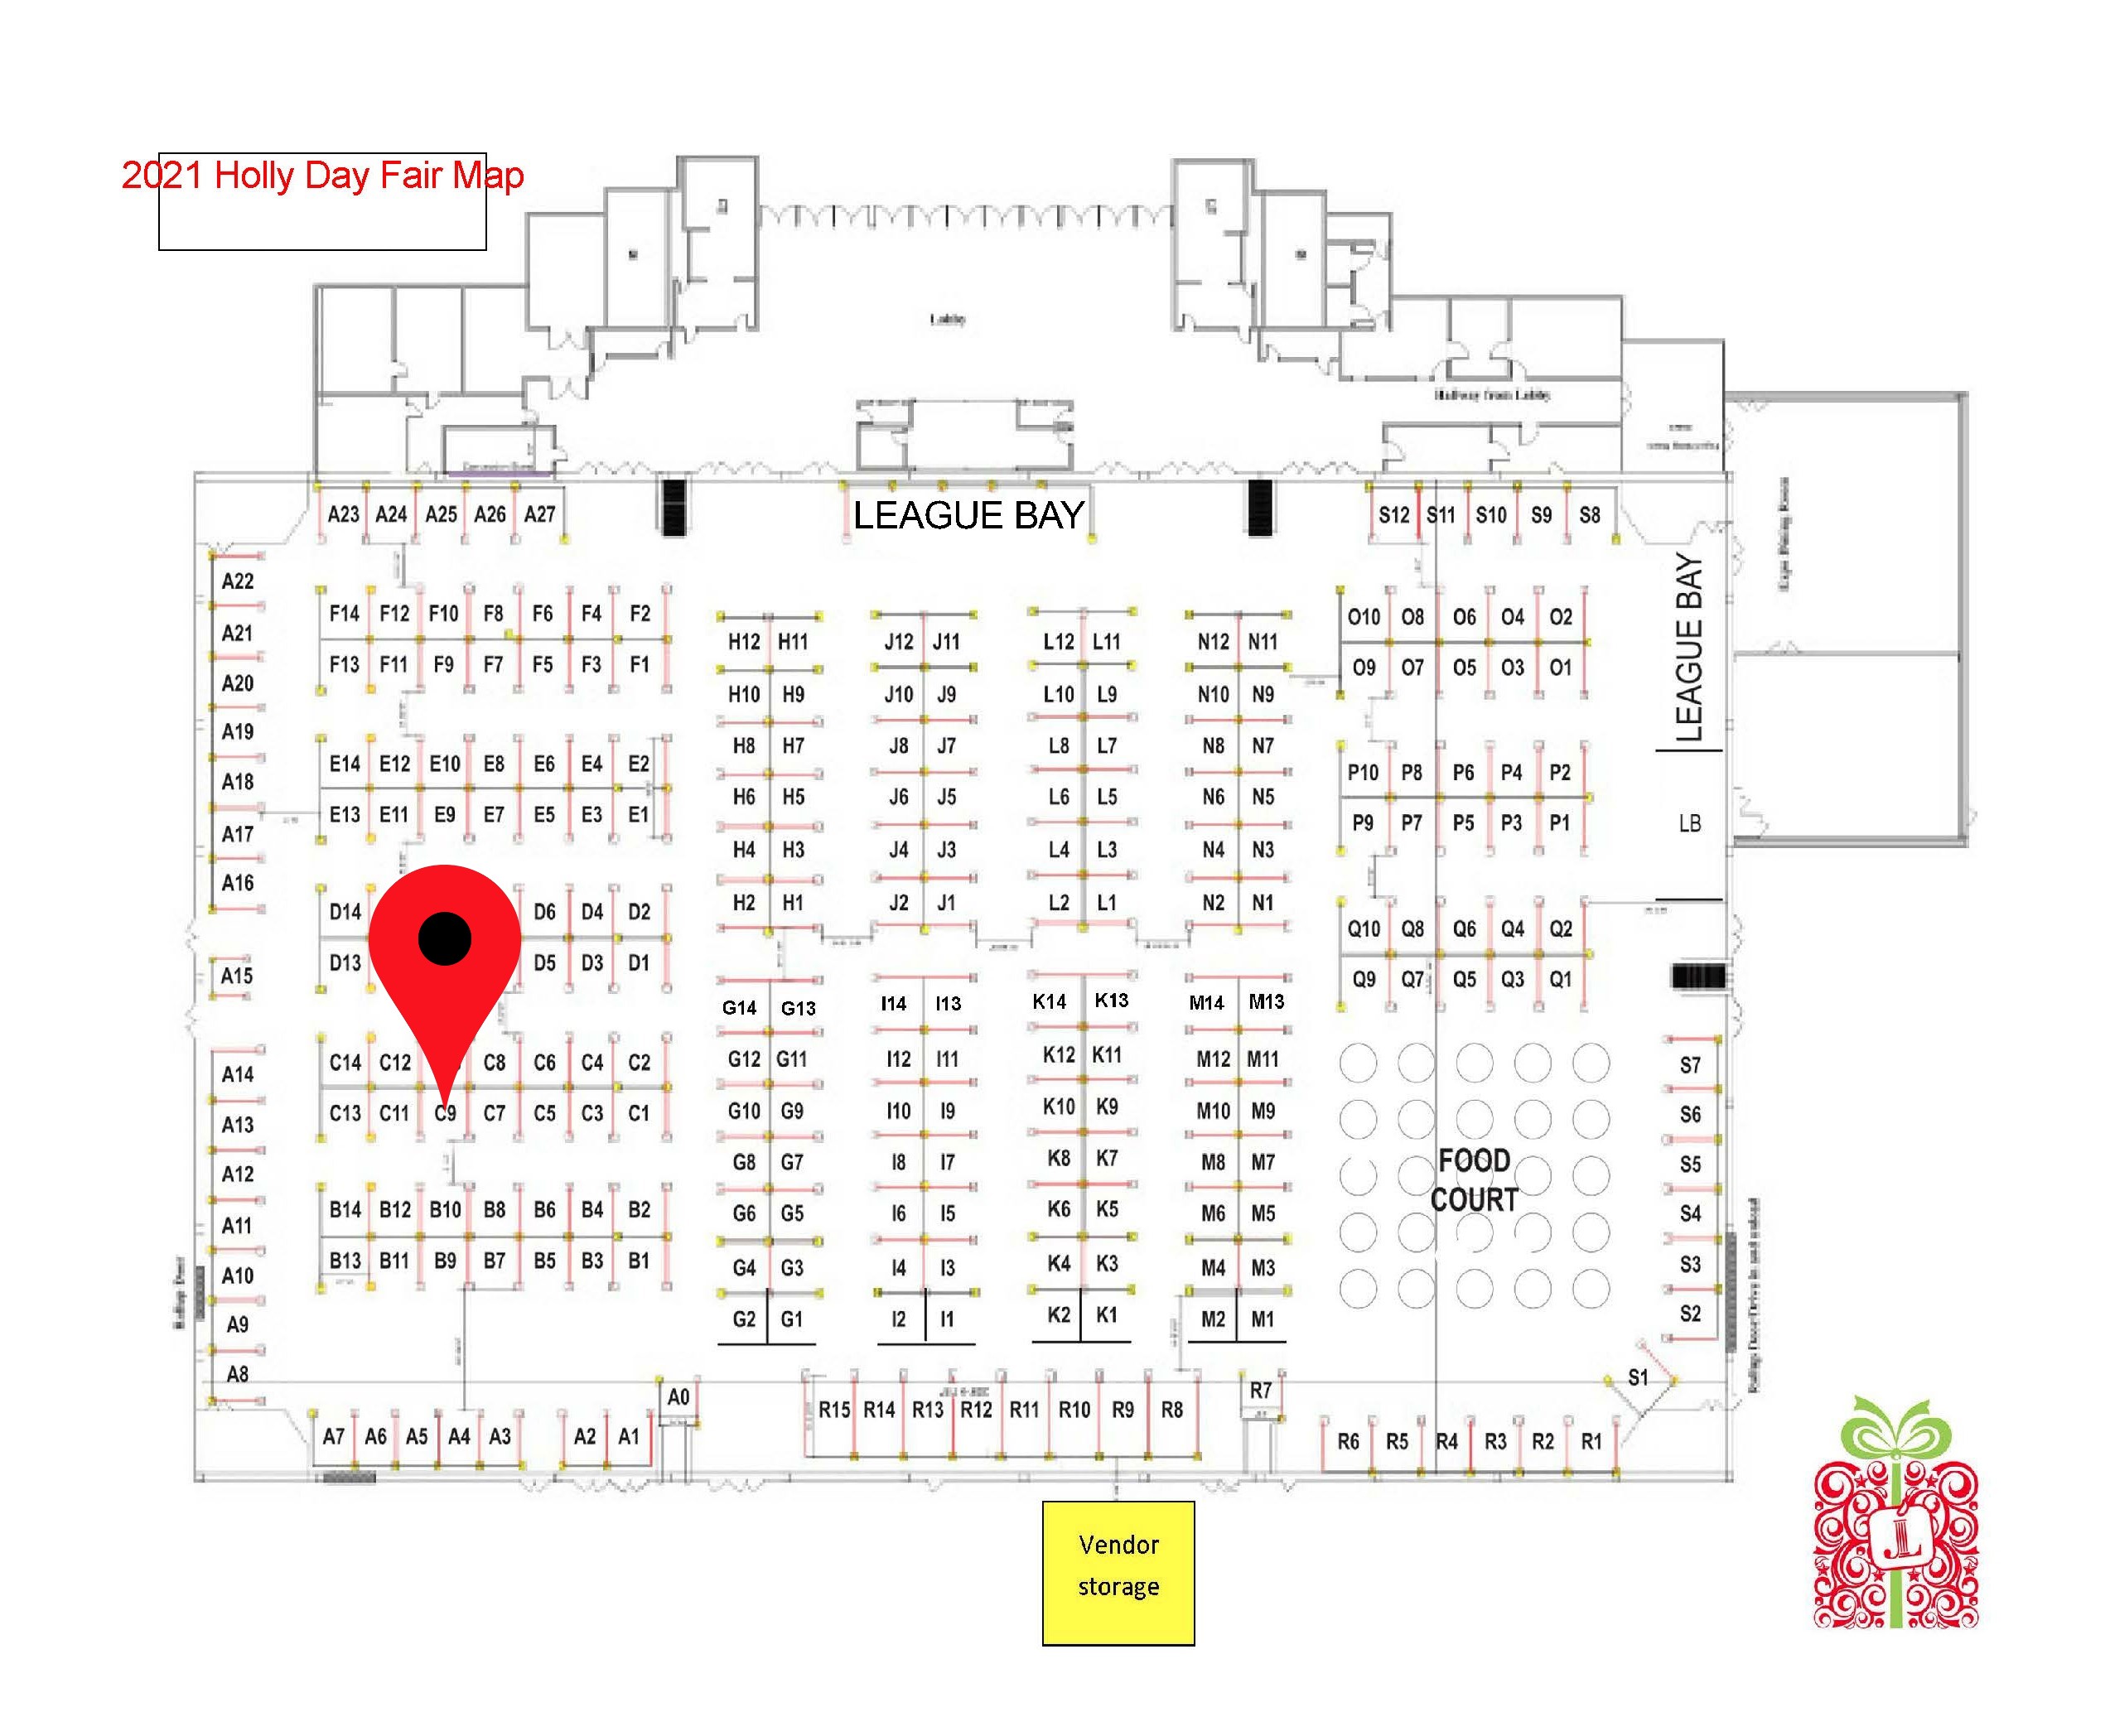 2021 Holly Day Fair Map
Lobby
Hallway from Lobby
LEAGUE BAY
A23 A24 A25 A26 A27
S12 S11 S10 S9 S8
A22
A21
A20
A19
A18
A17
A16
A15
A14
A13
A12
A11
A10
A9
A8
F14 F12 F10 F8 F6 F4 F2
F13 F11 F9 F7 F5 F3 F1
E14 E12 E10 E8 E6 E4 E2
E13 E11 E9 E7 E5 E3 E1
D14 D6 D4 D2
D13 D5 D3 D1
C14 C12 C8 C6 C4 C2
C13 C11 C9 C7 C5 C3 C1
B14 B12 B10 B8 B6 B4 B2
B13 B11 B9 B7 B5 B3 B1
H12 H11 J12 J11 L12 L11 N12 N11
H10 H9 J10 J9 L10 L9 N10 N9
H8 H7 J8 J7 L8 L7 N8 N7
H6 H5 J6 J5 L6 L5 N6 N5
H4 H3 J4 J3 L4 L3 N4 N3
H2 H1 J2 J1 L2 L1 N2 N1
G14 G13 I14 I13 K14 K13 M14 M13
G12 G11 I12 I11 K12 K11 M12 M11
G10 G9 I10 I9 K10 K9 M10 M9
G8 G7 I8 I7 K8 K7 M8 M7
G6 G5 I6 I5 K6 K5 M6 M5
G4 G3 I4 I3 K4 K3 M4 M3
G2 G1 I2 I1 K2 K1 M2 M1
O10 O8 O6 O4 O2
O9 O7 O5 O3 O1
P10 P8 P6 P4 P2
P9 P7 P5 P3 P1
Q10 Q8 Q6 Q4 Q2
Q9 Q7 Q5 Q3 Q1
LEAGUE BAY
LB
FOOD
COURT
S7
S6
S5
S4
S3
S2
S1
A7 A6 A5 A4 A3 A2 A1
A0
R15 R14 R13 R12 R11 R10 R9 R8
R7
R6 R5 R4 R3 R2 R1
Vendor
storage
JL